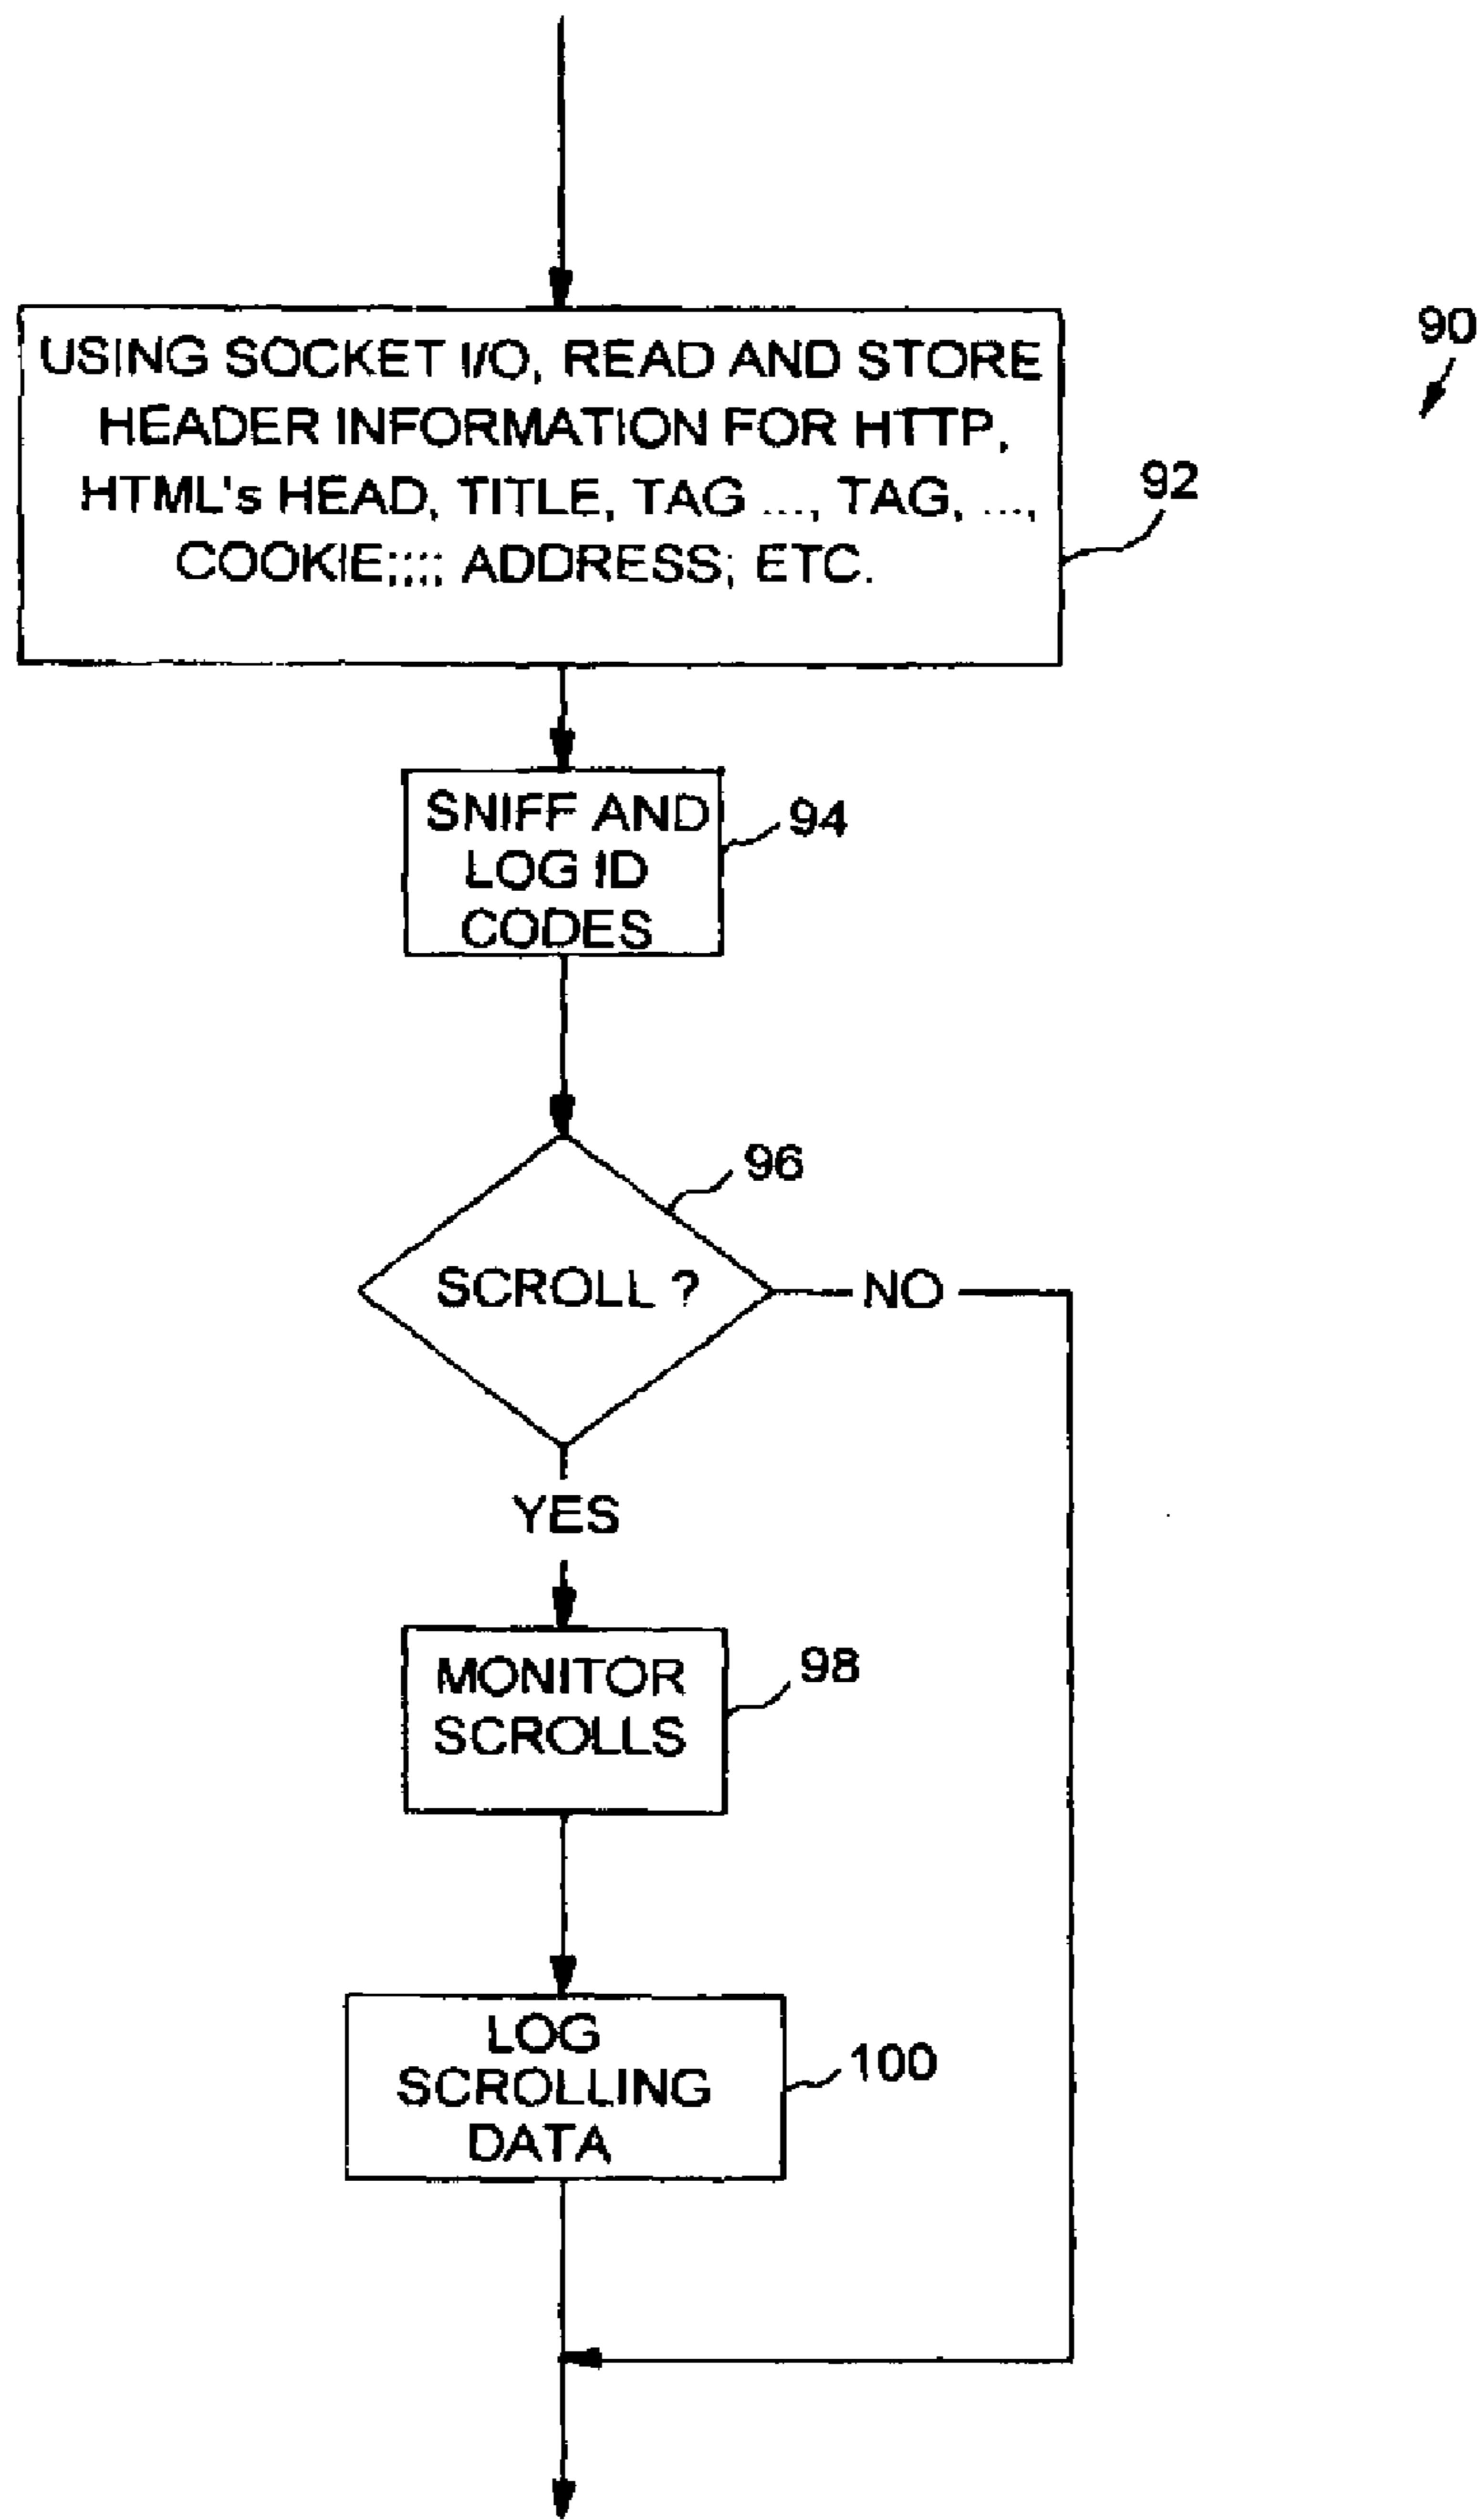 90
USING SOCKET I/O, READ AND STORE
HEADER INFORMATION FOR HTTP,
HTML's HEAD, TITLE, TAG..., TAG, ...,
COOKIE;;;; ADDRESS; ETC.
92
SNIFF AND
LOG ID
CODES
94
96
SCROLL ?
NO
YES
MONITOR
SCROLLS
98
LOG
SCROLLING
DATA
100